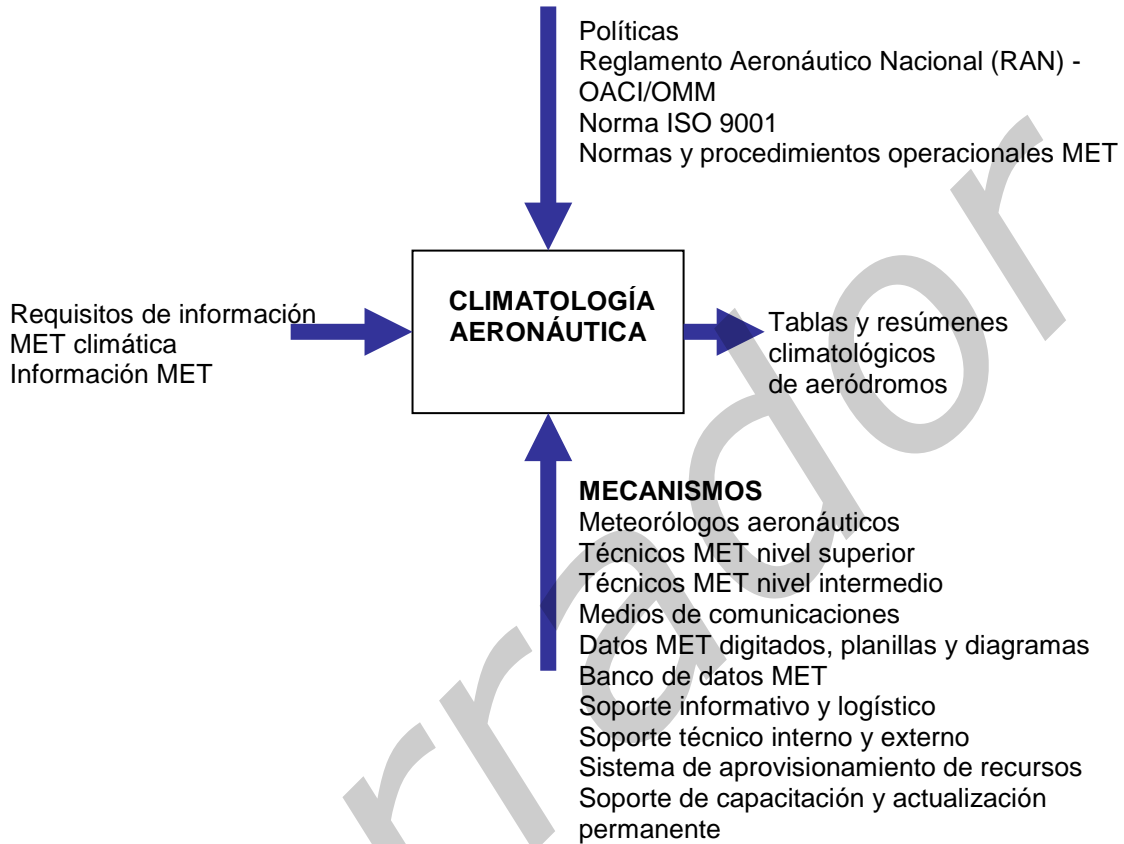 Políticas
Reglamento Aeronáutico Nacional (RAN) -
OACI/OMM
Norma ISO 9001
Normas y procedimientos operacionales MET
Requisitos de información
MET climática
Información MET
CLIMATOLOGÍA
AERONÁUTICA
Tablas y resúmenes
climatológicos
de aeródromos
MECANISMOS
Meteorólogos aeronáuticos
Técnicos MET nivel superior
Técnicos MET nivel intermedio
Medios de comunicaciones
Datos MET digitados, planillas y diagramas
Banco de datos MET
Soporte informativo y logístico
Soporte técnico interno y externo
Sistema de aprovisionamiento de recursos
Soporte de capacitación y actualización
permanente
rrador